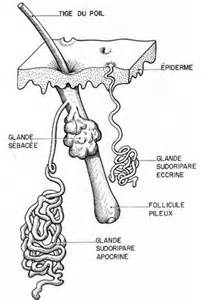 TIGE DU POIL
ÉPIDERME
GLANDE
SÉBACÉE
GLANDE
SUDORIPARE
ECCRINE
FOLLICULE
PILEUX
GLANDE
SUDORIPARE
APOCRINE